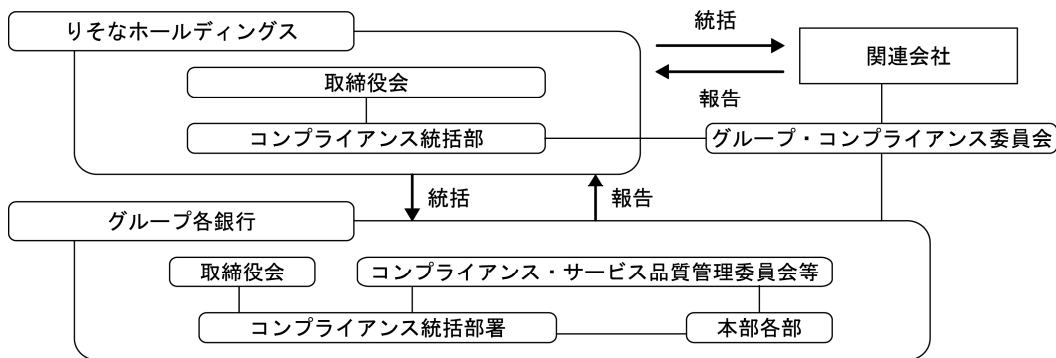 りそなホールディングス
統括
関連会社
取締役会
報告
コンプライアンス統括部
グループ・コンプライアンス委員会
統括
報告
グループ各銀行
取締役会
コンプライアンス・サービス品質管理委員会等
コンプライアンス統括部署
本部各部